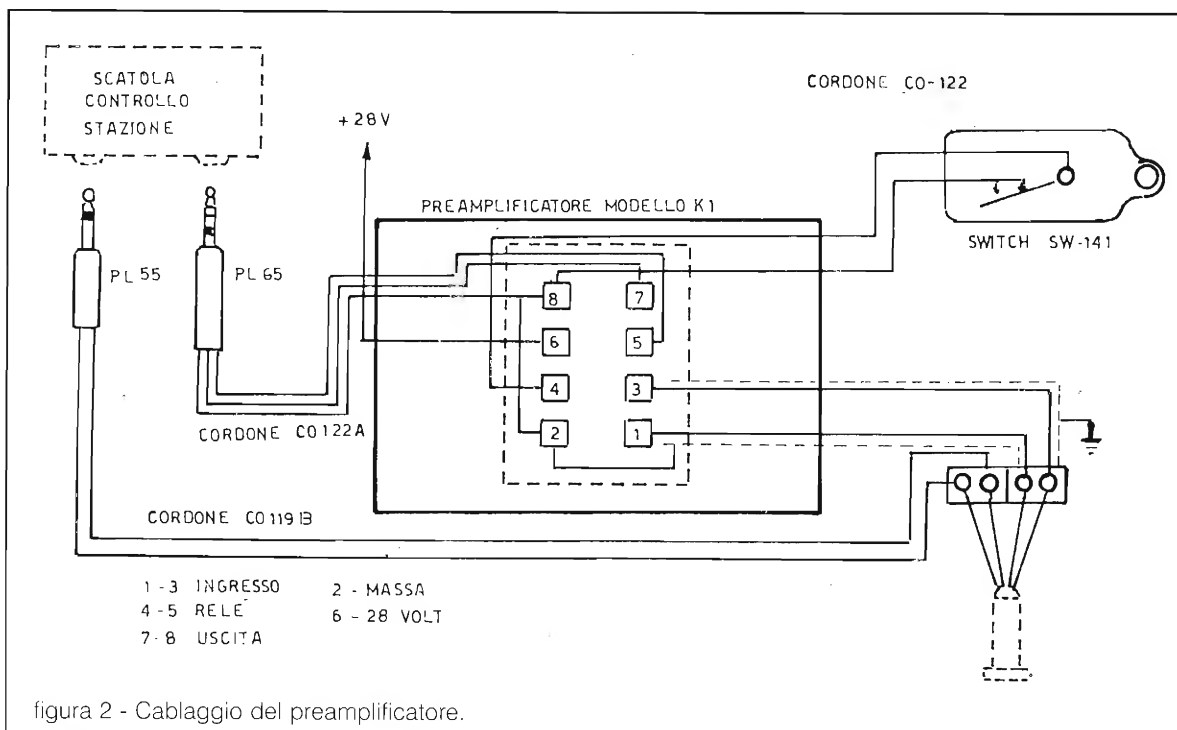 SCATOLA
CONTROLLO
STAZIONE
CORDONE CO-122
+28V
PREAMPLIFICATORE MODELLO K1
SWITCH SW-141
PL 55
PL 65
8
7
6
5
4
3
2
1
CORDONE CO122A
CORDONE CO119B
1-3 INGRESSO
2 - MASSA
4-5 RELE'
6-28 VOLT
7-8 USCITA
figura 2 - Cablaggio del preamplificatore.